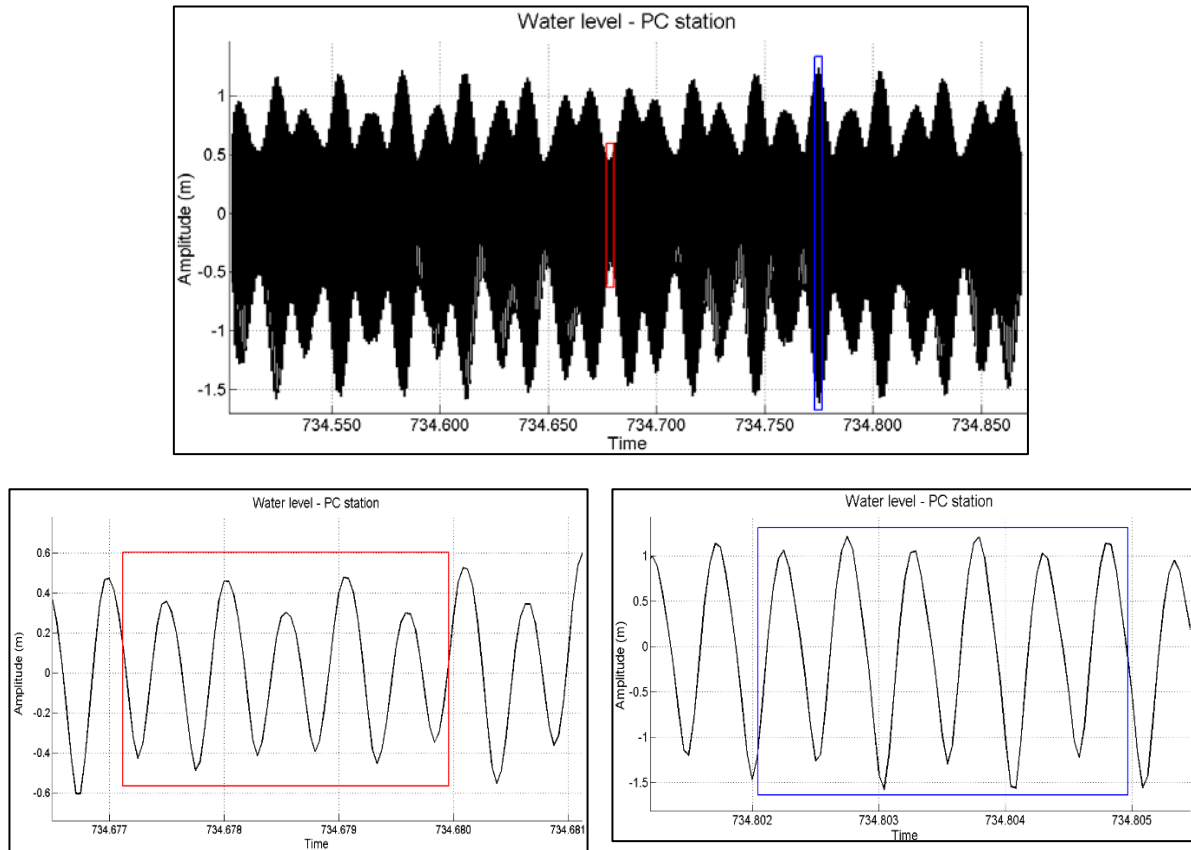 Water level - PC station
Amplitude (m)
1
0.5
0
-0.5
-1
-1.5
734.550 734.600 734.650 734.700 734.750 734.800 734.850
Time
Water level - PC station
Amplitude (m)
0.6
0.4
0.2
0
-0.2
-0.4
-0.6
734.677 734.678 734.679 734.680 734.681
Time
Water level - PC station
Amplitude (m)
1
0.5
0
-0.5
-1
-1.5
734.802 734.803 734.804 734.805
Time